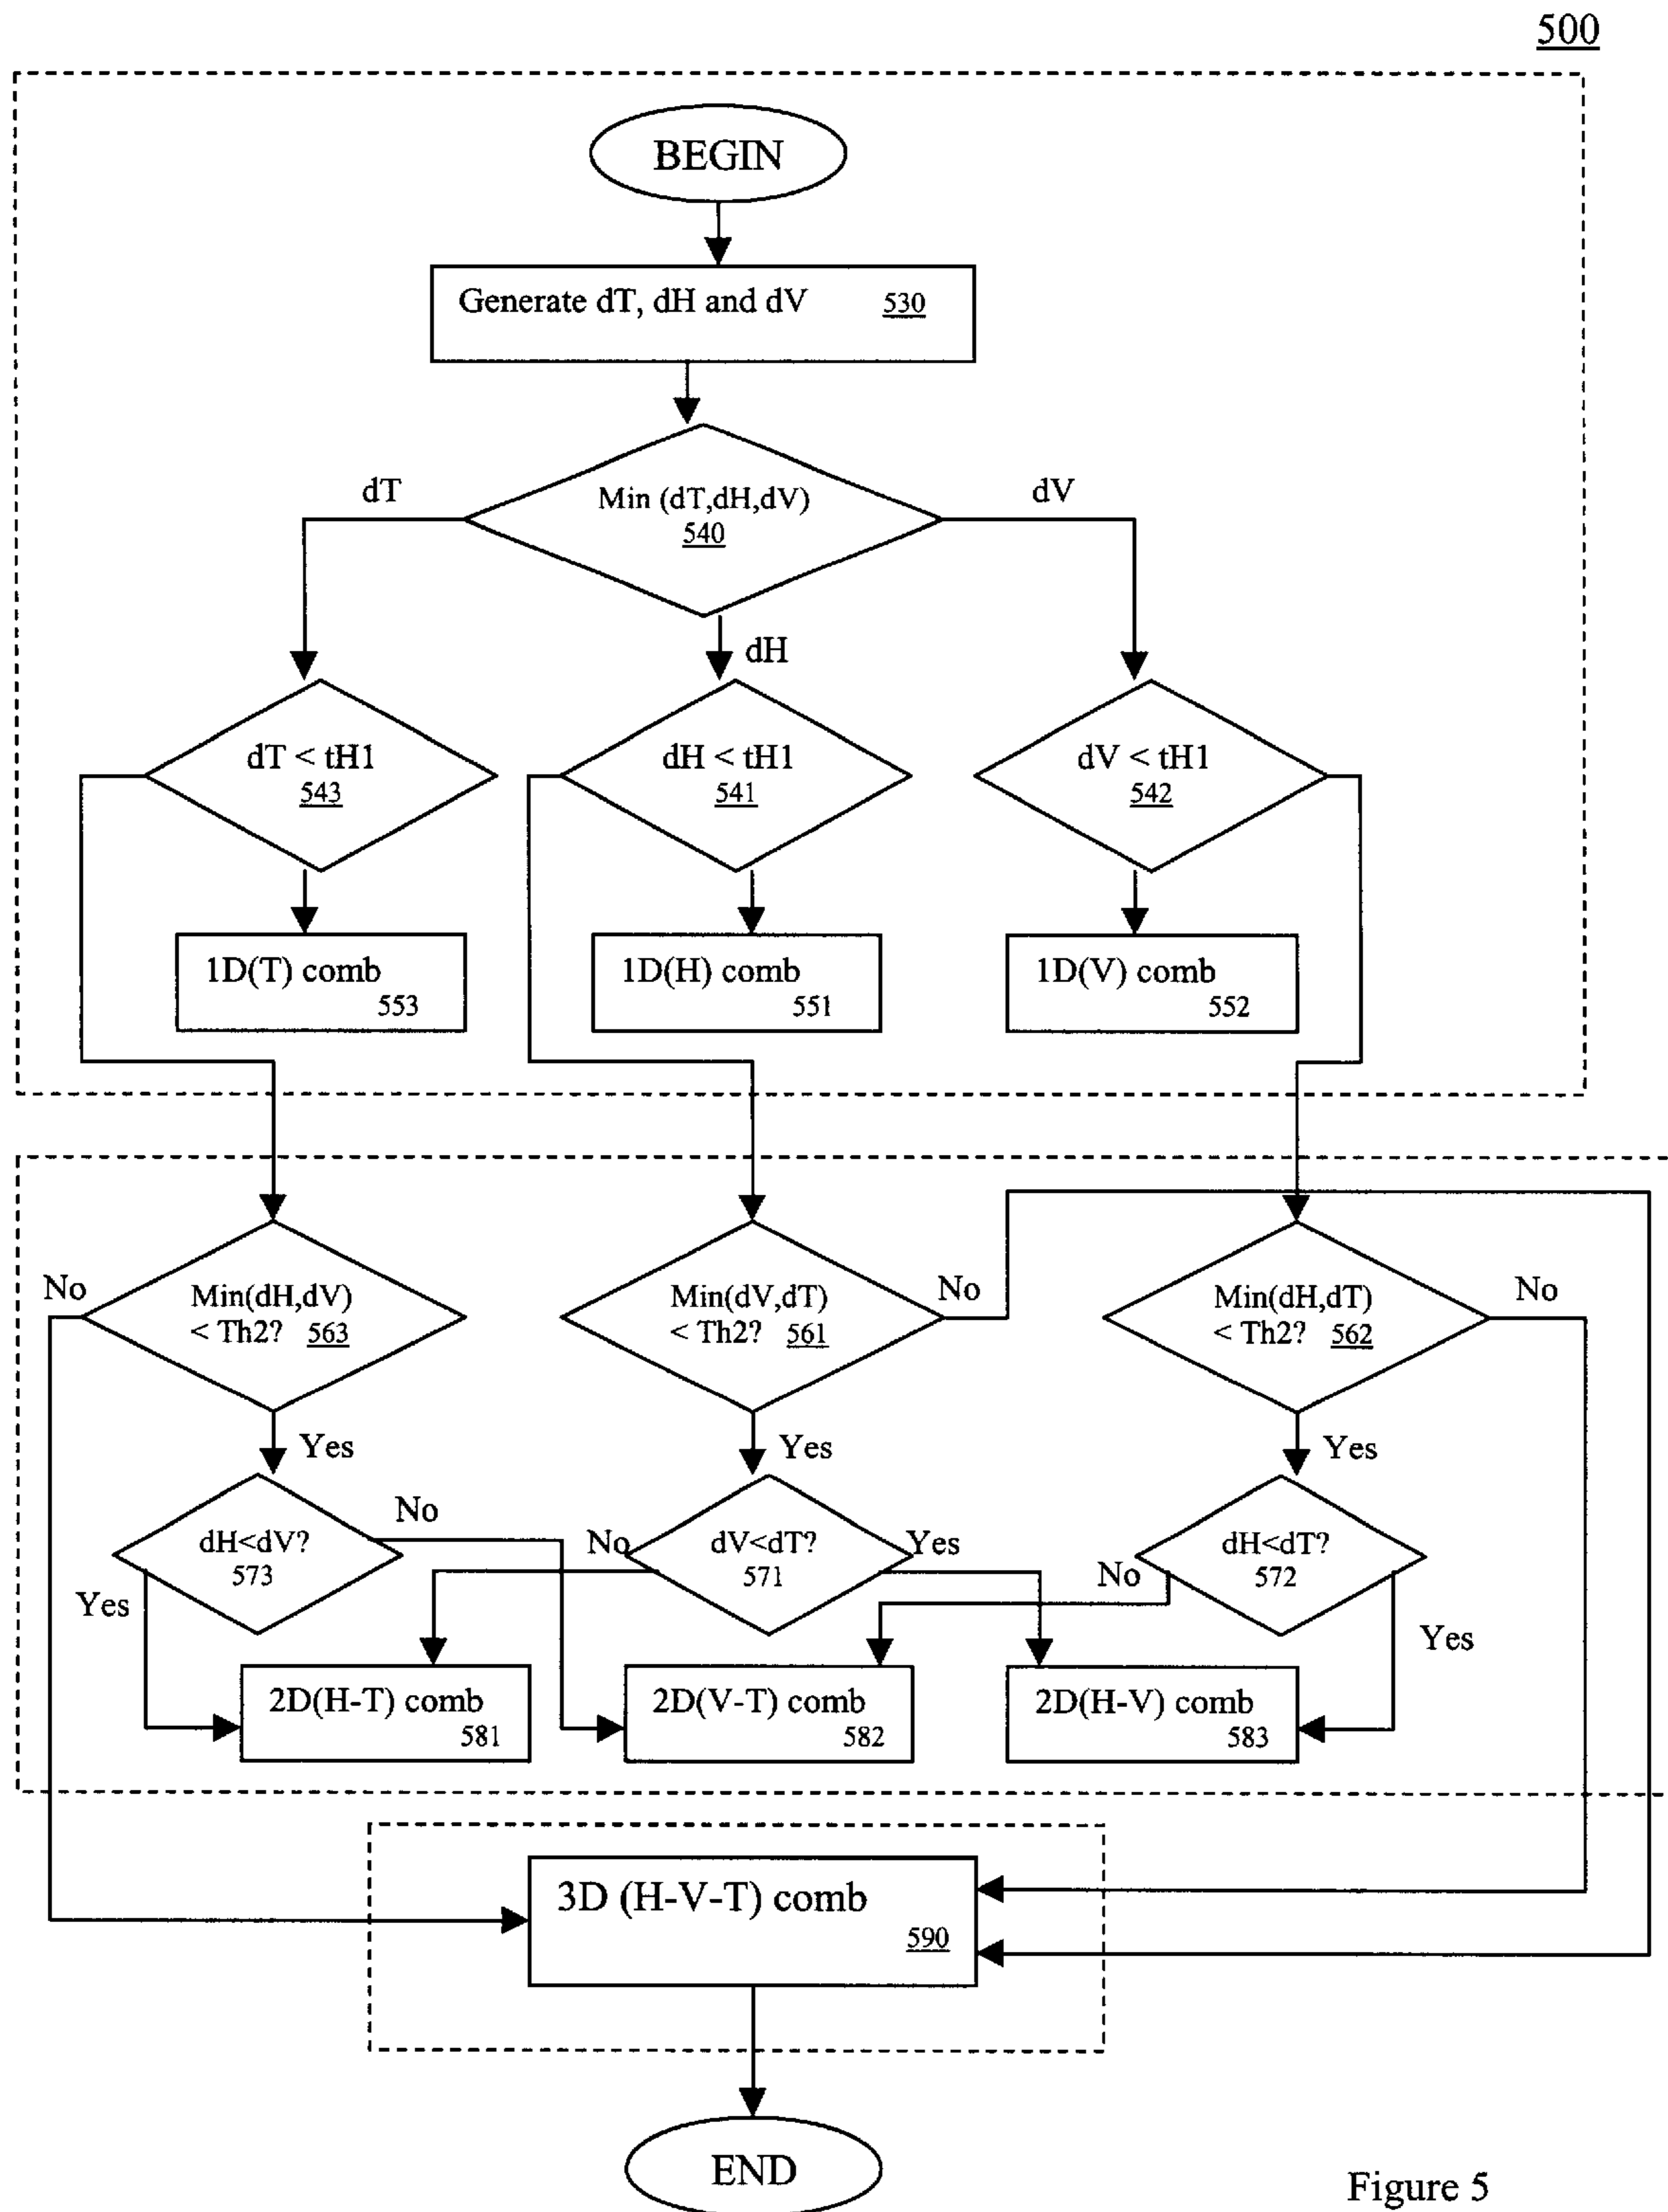 500
BEGIN
Generate dT, dH and dV 530
dT
Min (dT,dH,dV)
540
dV
dH
dT < tH1
543
dH < tH1
541
dV < tH1
542
1D(T) comb
553
1D(H) comb
551
1D(V) comb
552
No
Min(dH,dV)
< Th2? 563
Min(dV,dT)
< Th2? 561
No
Min(dH,dT)
< Th2? 562
No
Yes
Yes
Yes
dH<dV?
573
No
Yes
No
dV<dT?
571
Yes
dH<dT?
572
No
Yes
2D(H-T) comb
581
2D(V-T) comb
582
2D(H-V) comb
583
3D (H-V-T) comb
590
END
Figure 5